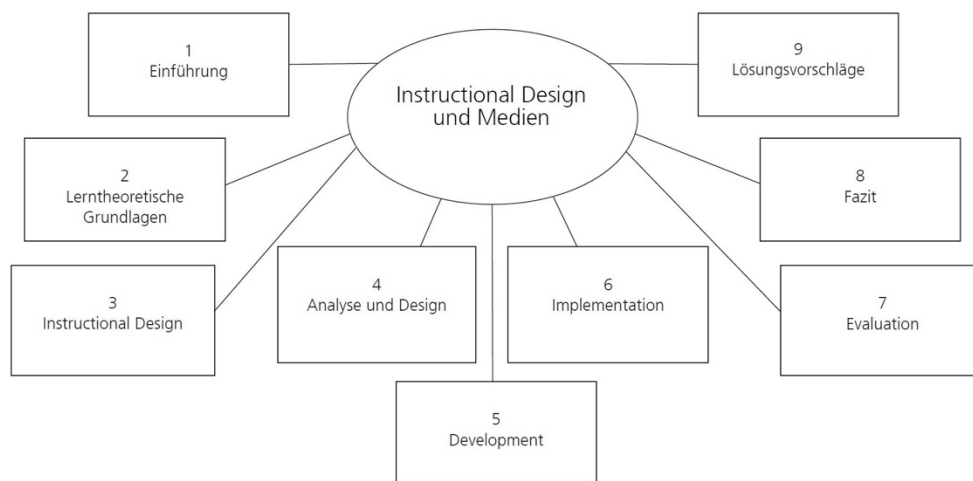 Instructional Design
und Medien
1
Einführung
2
Lerntheoretische
Grundlagen
3
Instructional Design
4
Analyse und Design
5
Development
6
Implementation
7
Evaluation
8
Fazit
9
Lösungsvorschläge